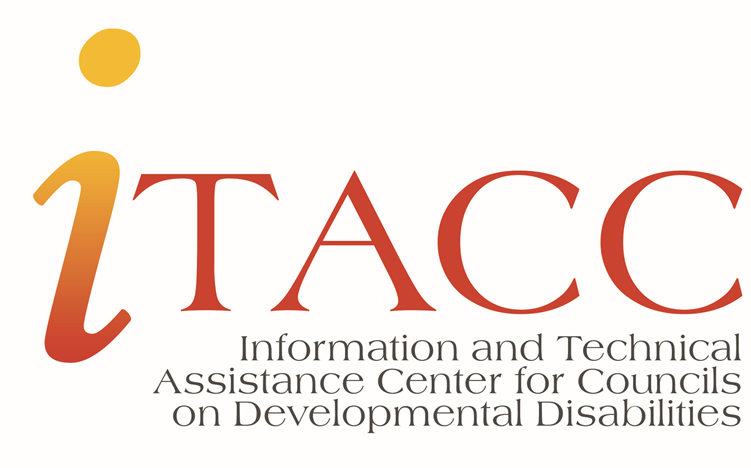 iTACC
Information and Technical
Assistance Center for Councils
on Developmental Disabilities